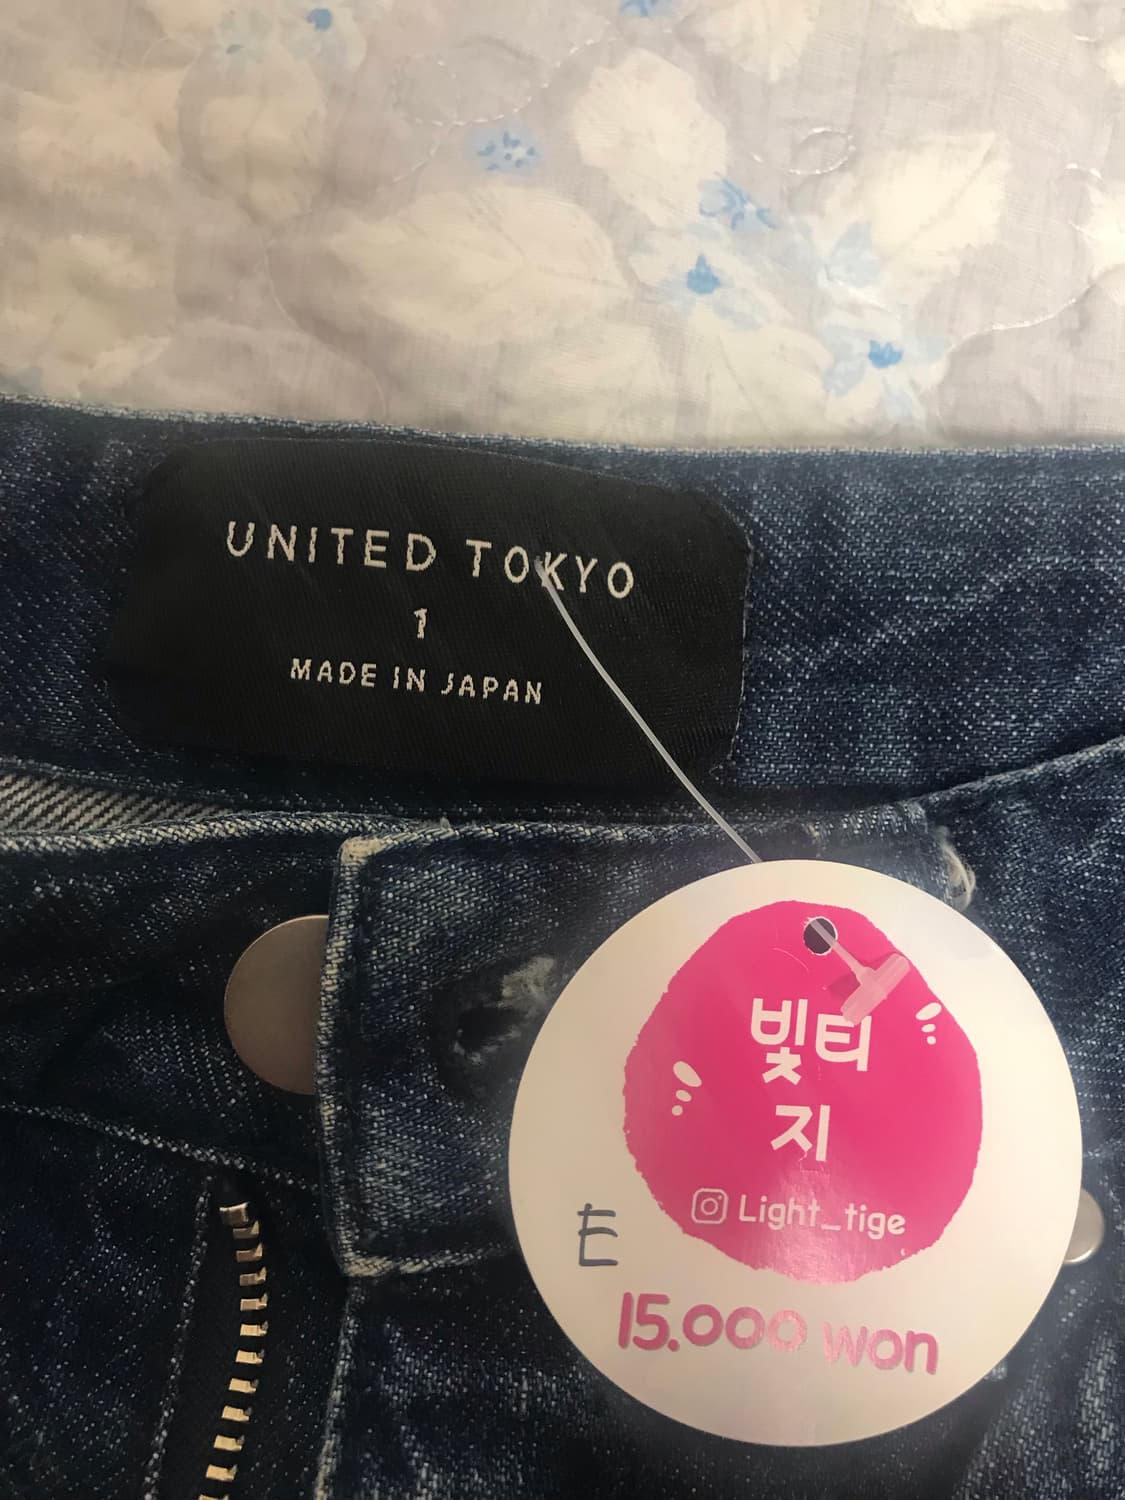 UNITED TOKYO
1
MADE IN JAPAN
빛티
지
Light_tige
E
15.000 won